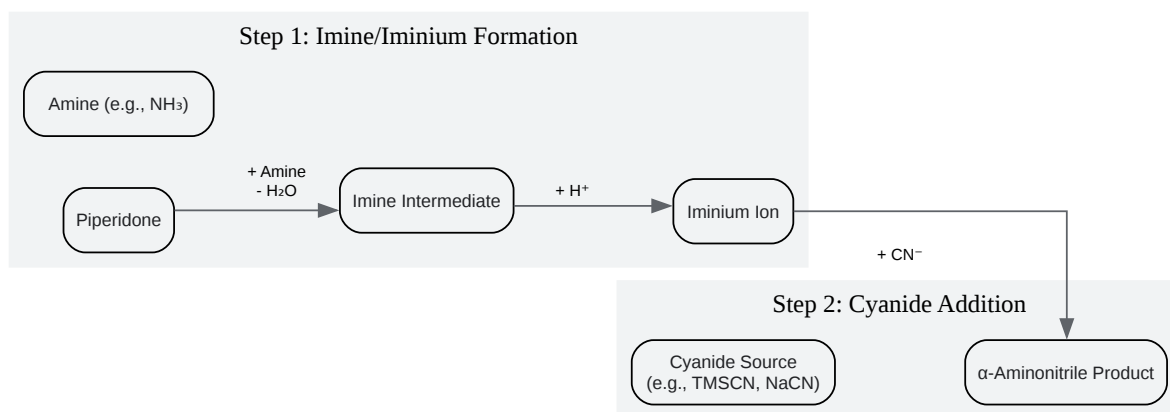 Step 1: Imine/Iminium Formation
Amine (e.g., NH₃)
+ Amine
- H₂O
Piperidone
Imine Intermediate
+ H⁺
Iminium Ion
+ CN⁻
Step 2: Cyanide Addition
Cyanide Source
(e.g., TMSCN, NaCN)
α-Aminonitrile Product